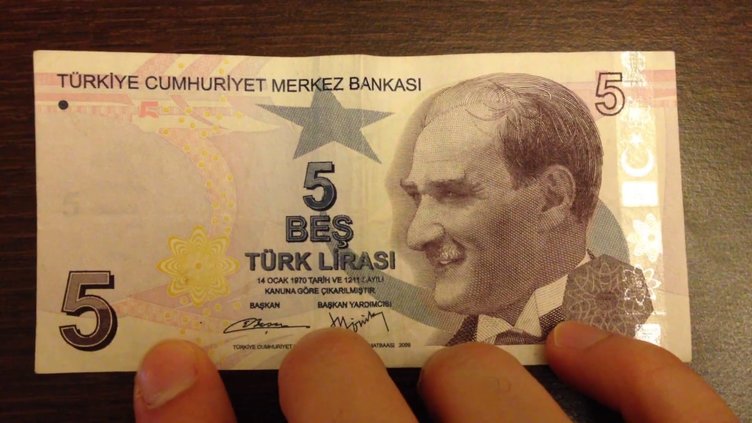 TÜRKİYE CUMHURİYET MERKEZ BANKASI
5
5
5
BEŞ
TÜRK LİRASI
14 OCAK 1970 TARİH VE 1211 SAYILI
KANUNA GÖRE ÇIKARILMIŞTIR.
BAŞKAN BAŞKAN YARDIMCISI
5
TÜRKİYE CUMHURİYET MATBAASI 2009